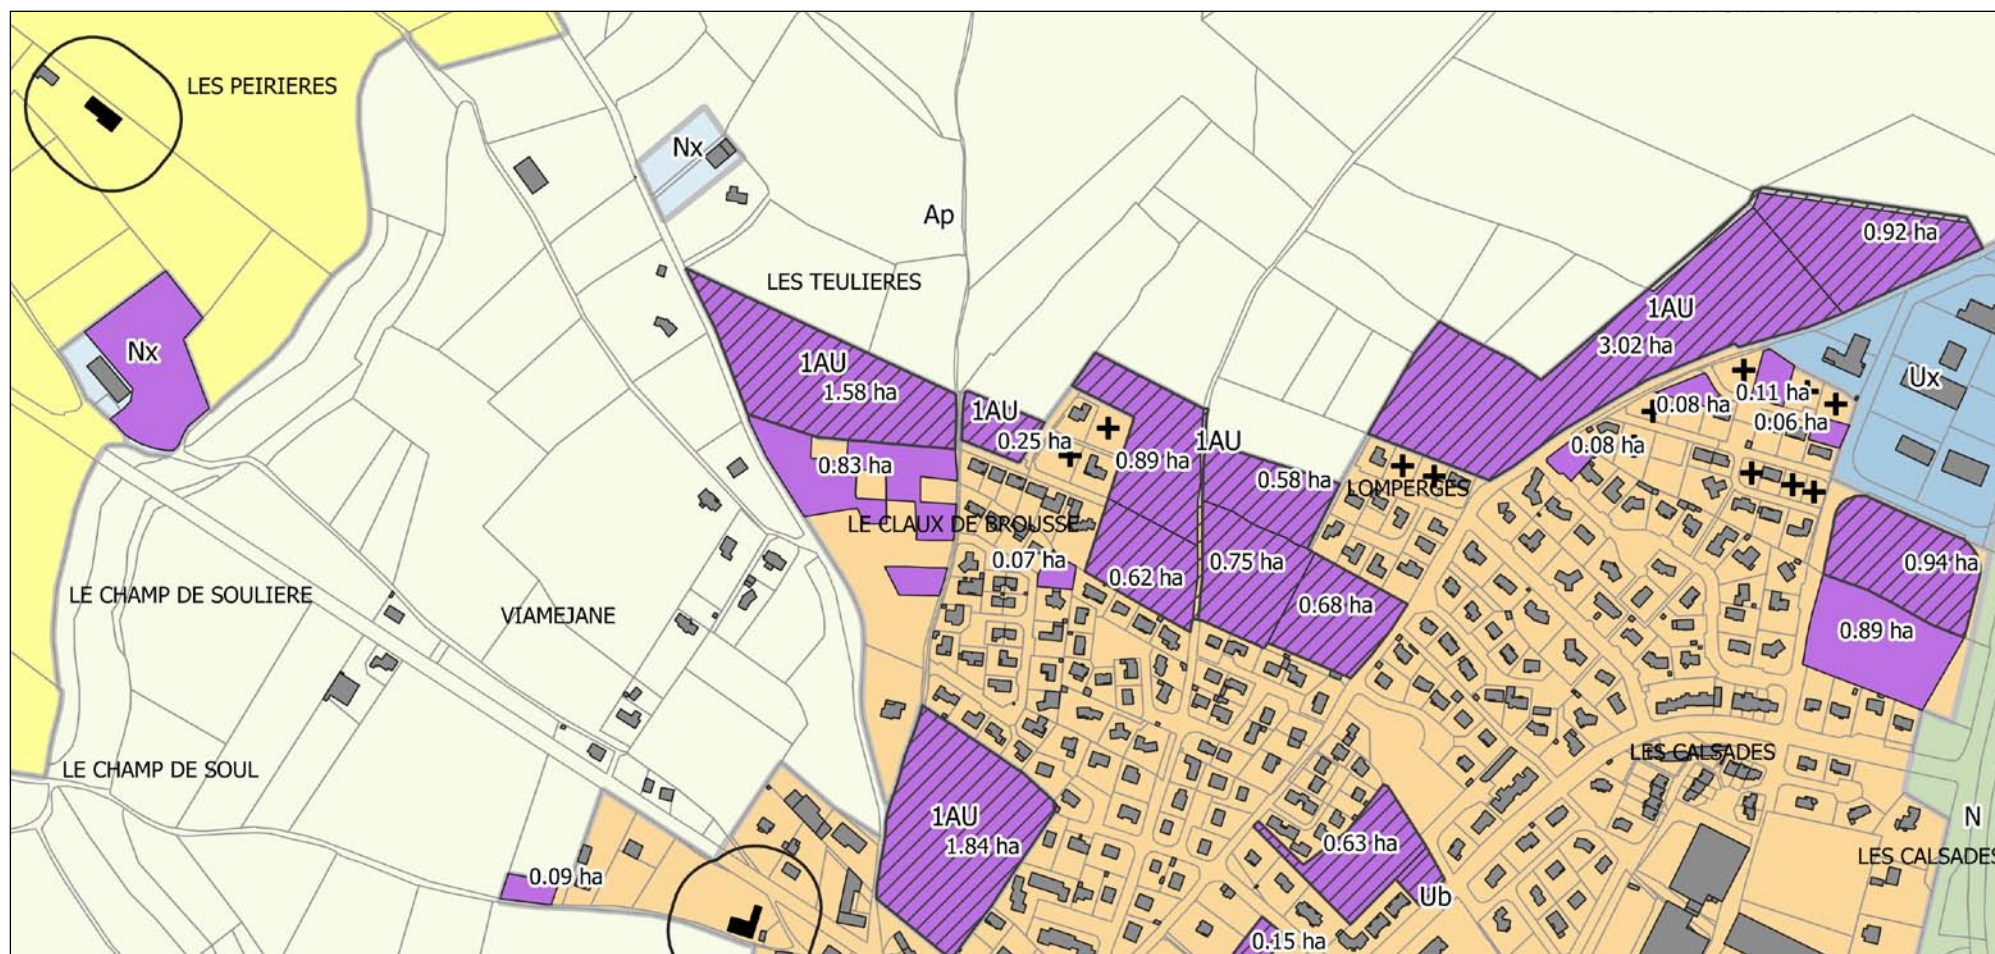 LES PEIRIERES
Nx
Ap
0.92 ha
LES TEULIERES
1AU
3.02 ha
Nx
1AU
1.58 ha
Ux
0.11 ha
0.08 ha
0.06 ha
1AU
0.25 ha
1AU
0.89 ha
0.08 ha
0.83 ha
0.58 ha
LOMPERGES
LE CLAUX DE BROUSSE
0.07 ha
0.62 ha
0.75 ha
0.94 ha
0.68 ha
LE CHAMP DE SOULIERE
VIAMEJANE
0.89 ha
LES CALSADES
LE CHAMP DE SOUL
1AU
1.84 ha
0.63 ha
N
LES CALSADES
0.09 ha
Ub
0.15 ha